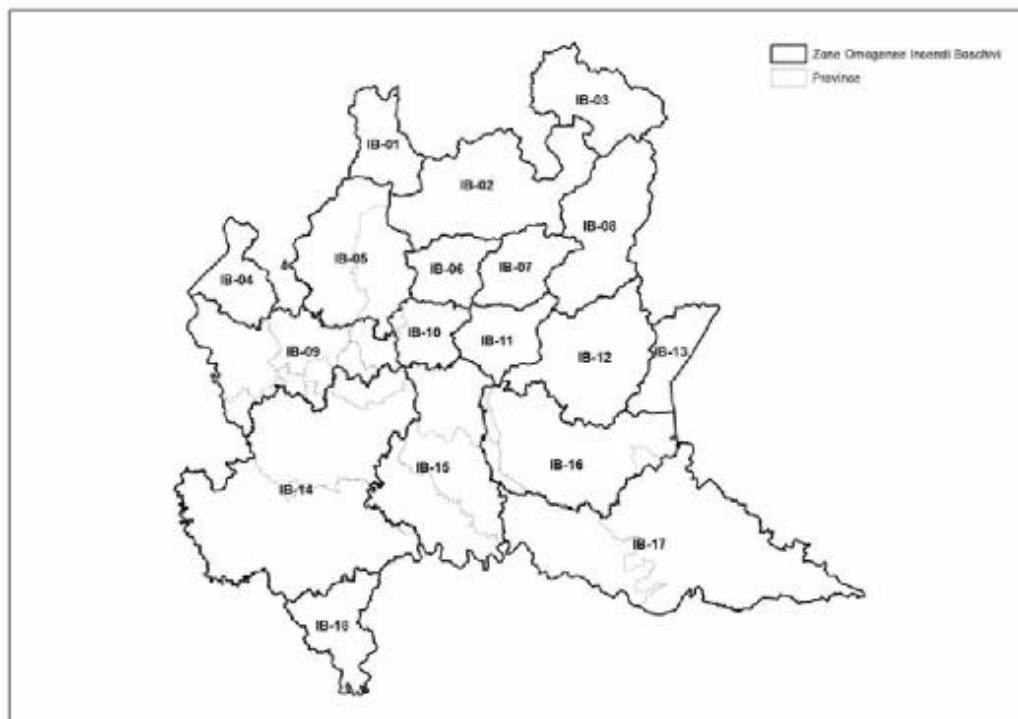 Zone Omogenee Incendi Boschivi
Province
IB-03
IB-01
IB-02
IB-08
IB-05
IB-06
IB-07
IB-04
IB-10
IB-11
IB-09
IB-12
IB-13
IB-16
IB-15
IB-14
IB-17
IB-18